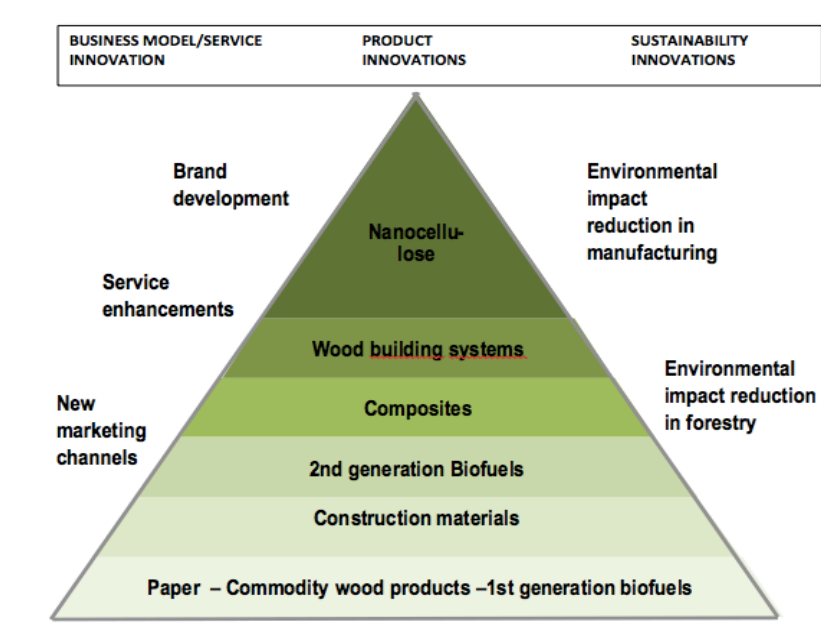 BUSINESS MODEL/SERVICE
INNOVATION
PRODUCT
INNOVATIONS
SUSTAINABILITY
INNOVATIONS
Brand
development
Service
enhancements
New
marketing
channels
Nanocellu-
lose
Wood building systems
Composites
2nd generation Biofuels
Construction materials
Paper – Commodity wood products –1st generation biofuels
Environmental
impact
reduction in
manufacturing
Environmental
impact reduction
in forestry